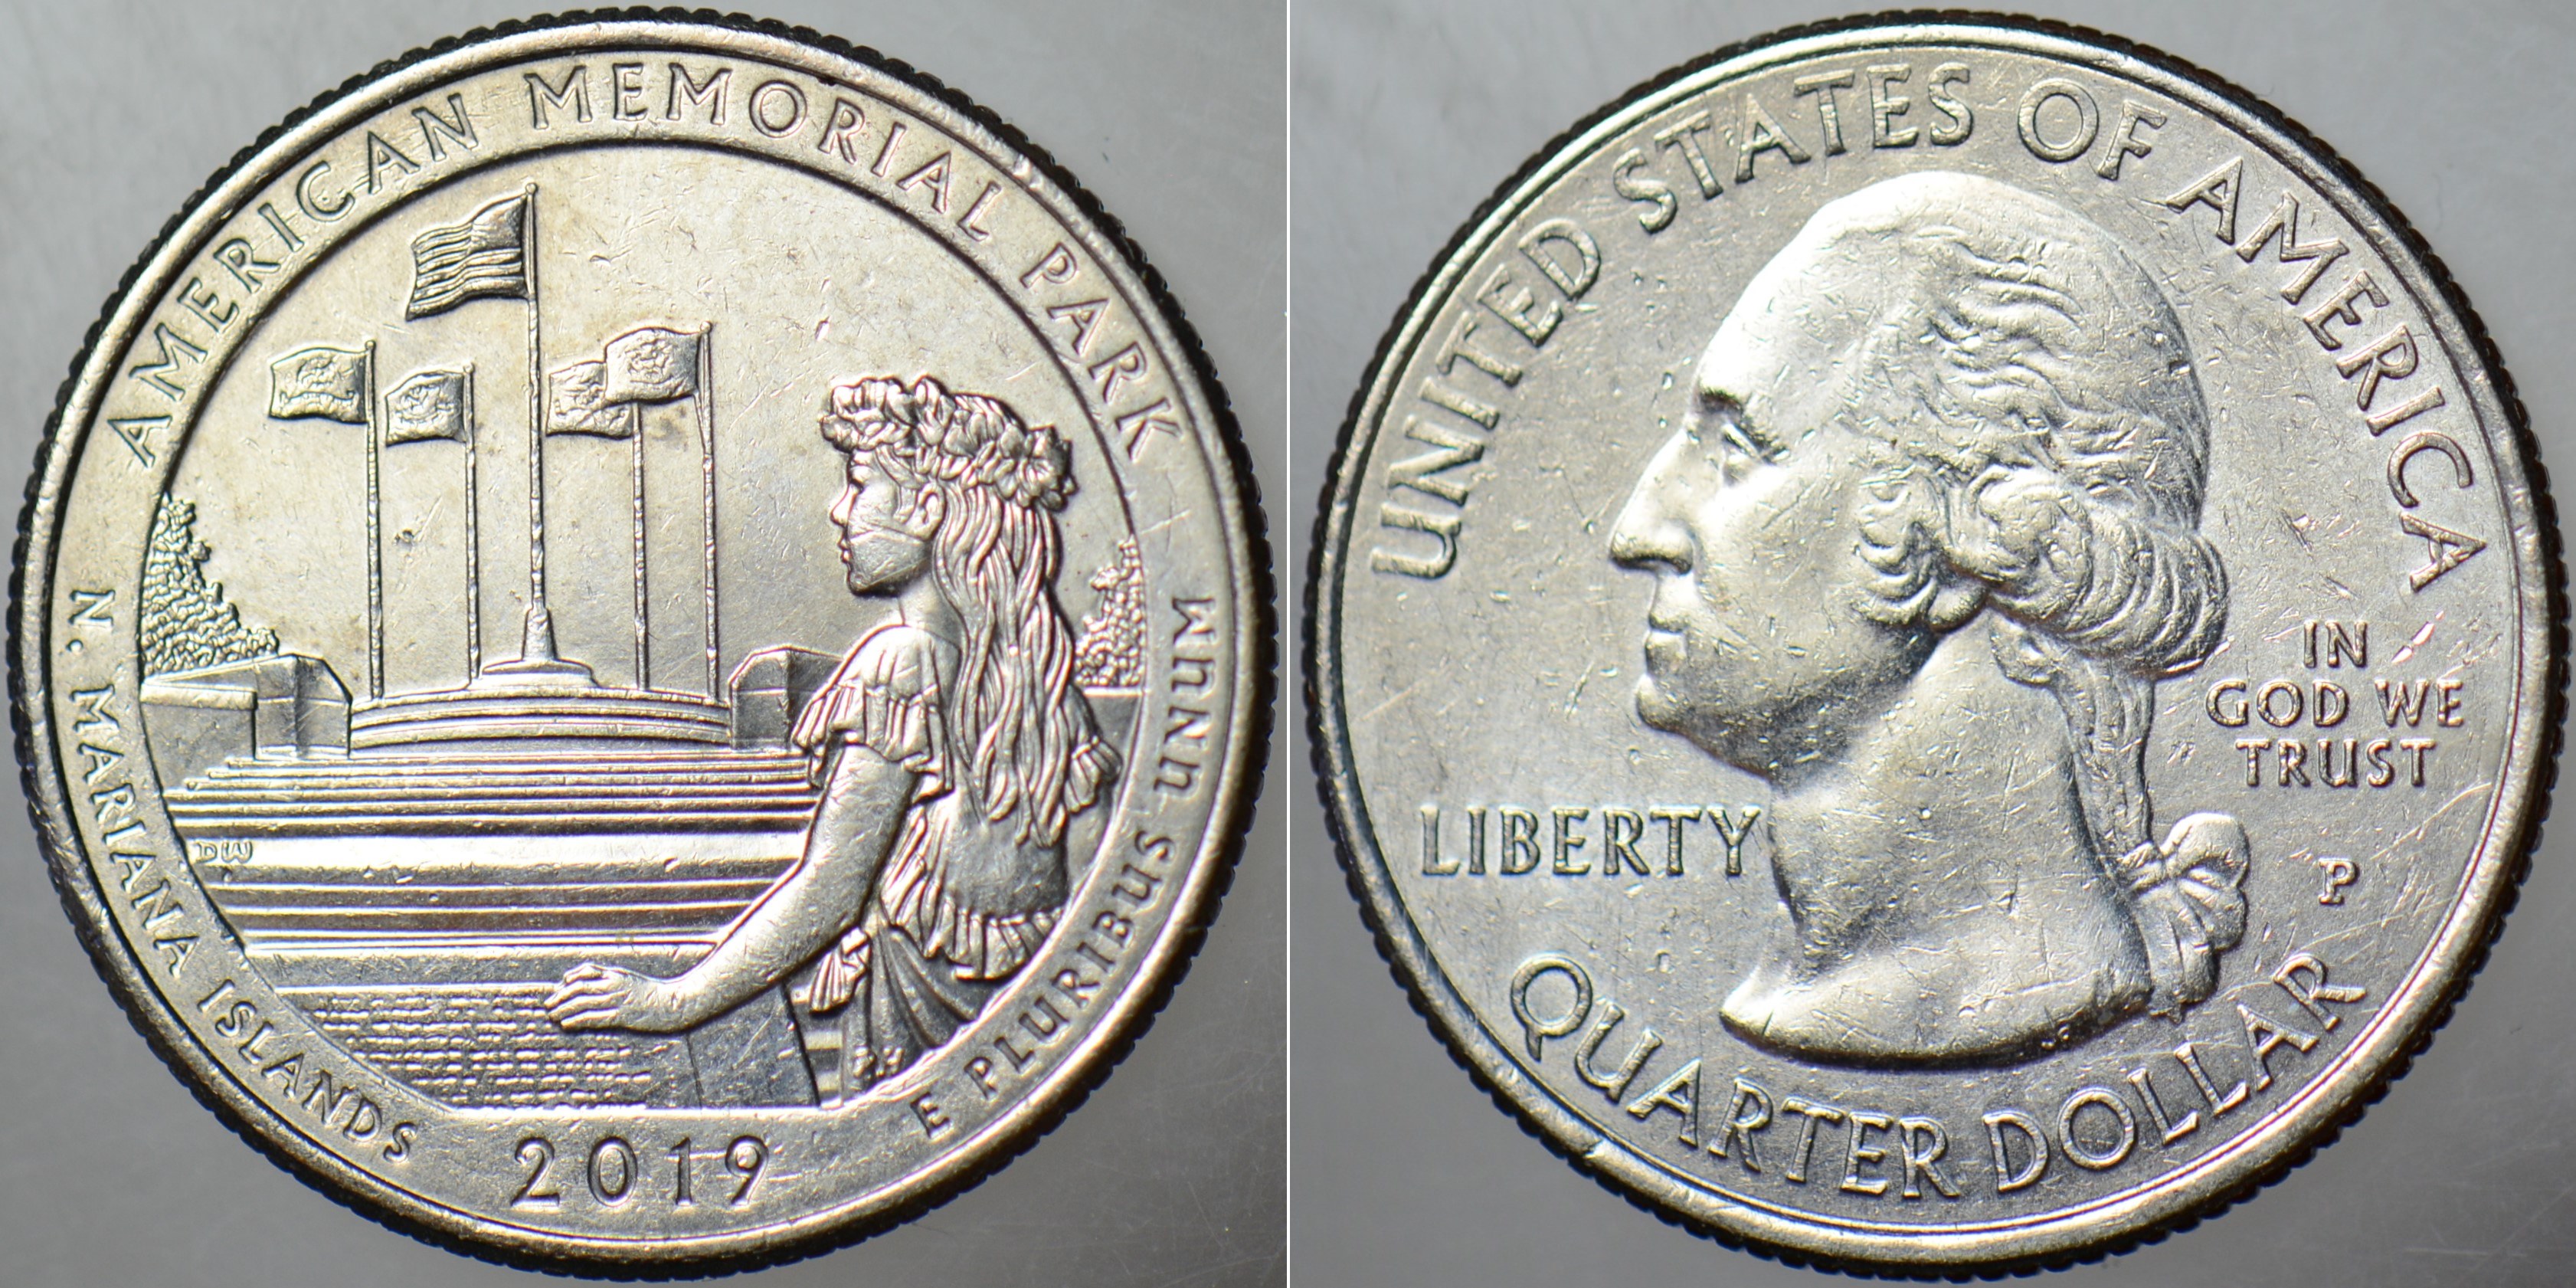 AMERICAN MEMORIAL PARK
N. MARIANA ISLANDS
DW
2019
E PLURIBUS UNUM
UNITED STATES OF AMERICA
IN
GOD WE
TRUST
LIBERTY
P
QUARTER DOLLAR